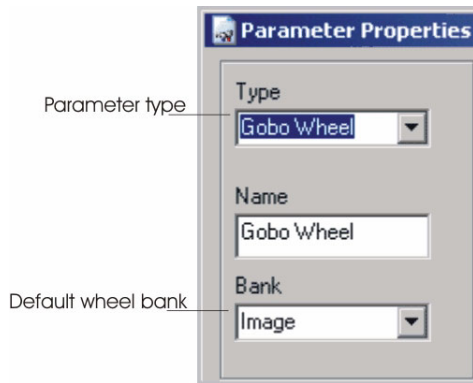 Parameter Properties
Type
Parameter type
Gobo Wheel
Name
Gobo Wheel
Bank
Default wheel bank
Image